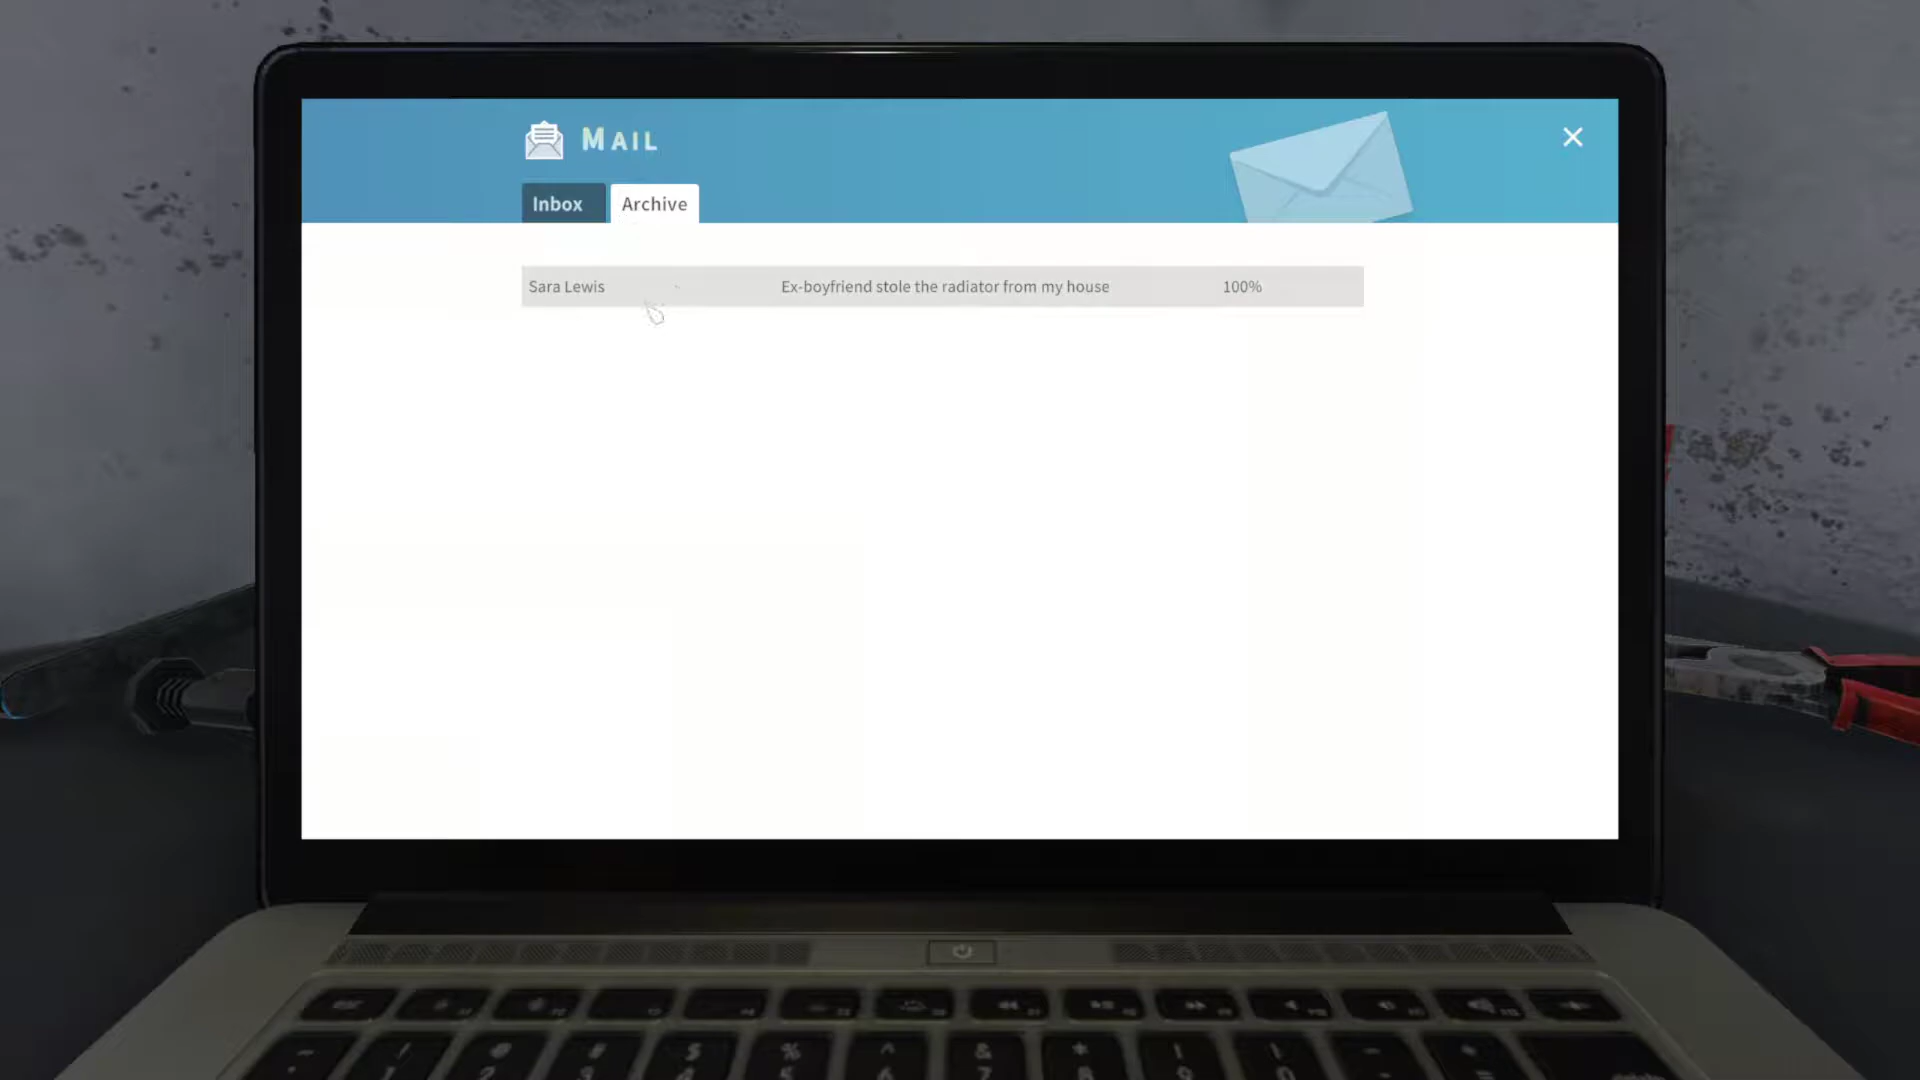 MAIL
Inbox Archive
Sara Lewis Ex-boyfriend stole the radiator from my house 100%